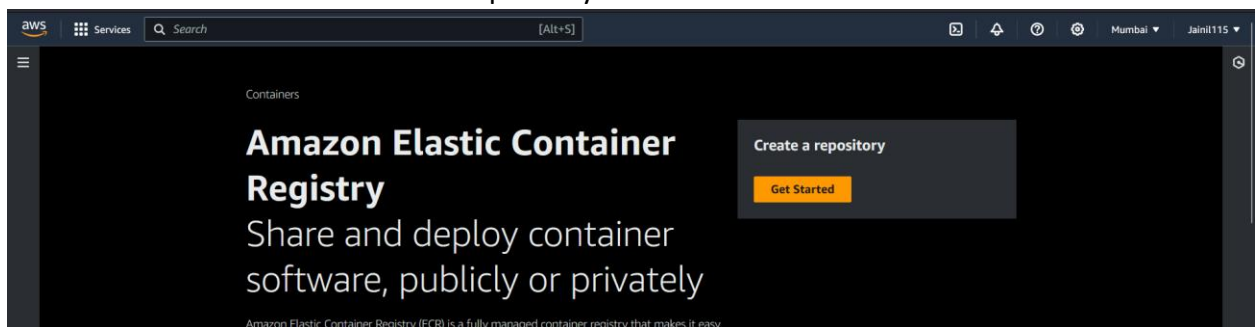 aws Services Search [Alt+S] Mumbai Jainil115
Containers
Amazon Elastic Container
Registry
Share and deploy container
software, publicly or privately
Amazon Elastic Container Registry (ECR) is a fully managed container registry that makes it easy
Create a repository
Get Started